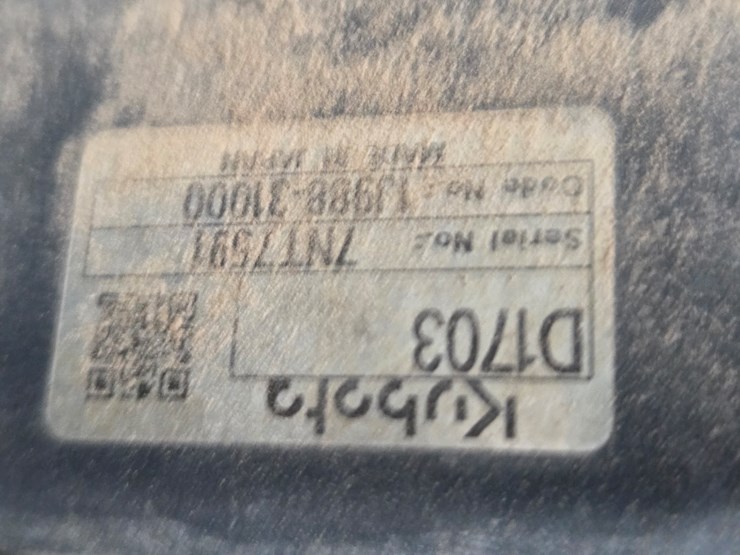 Kubota
D1703
Serial No.: 7NT7591
Code No.: 1J988-31000
MADE IN JAPAN